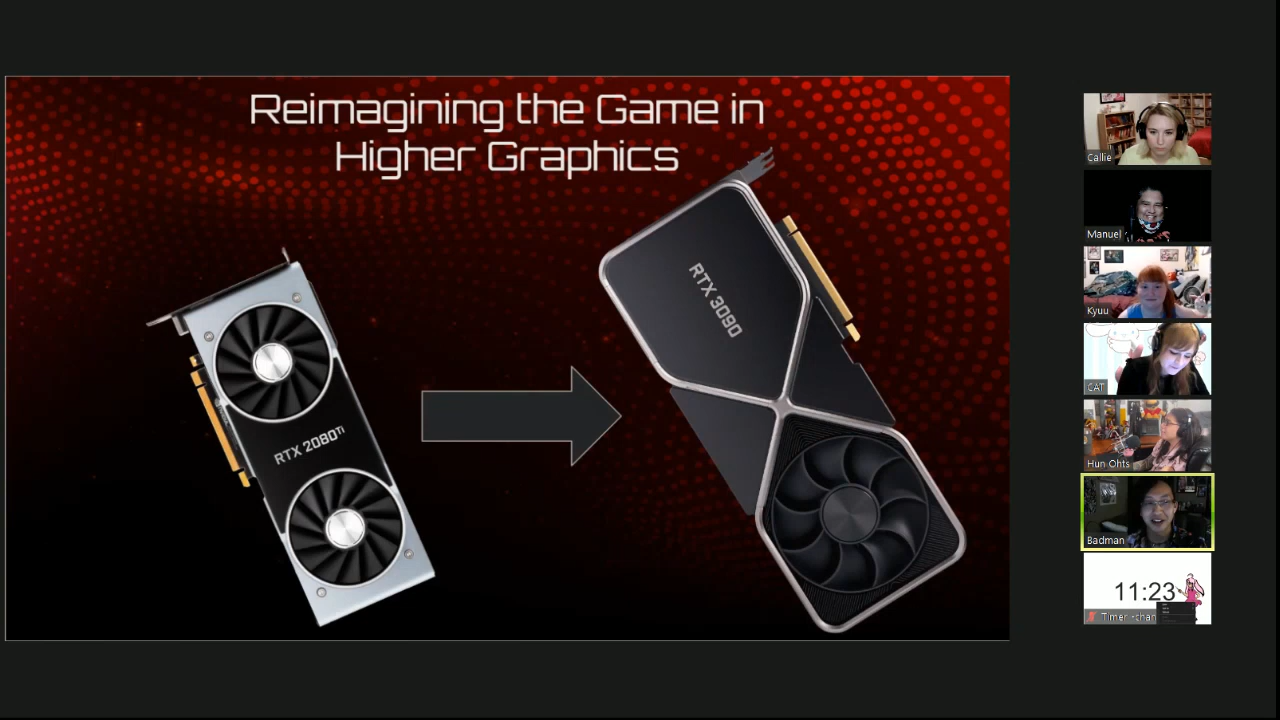 Reimagining the Game in
Higher Graphics
RTX 2080Ti
RTX 3090
Callie
Manuel
Kyuu
CAT
Hun Ohts
Badman
11:23
Timer -chan